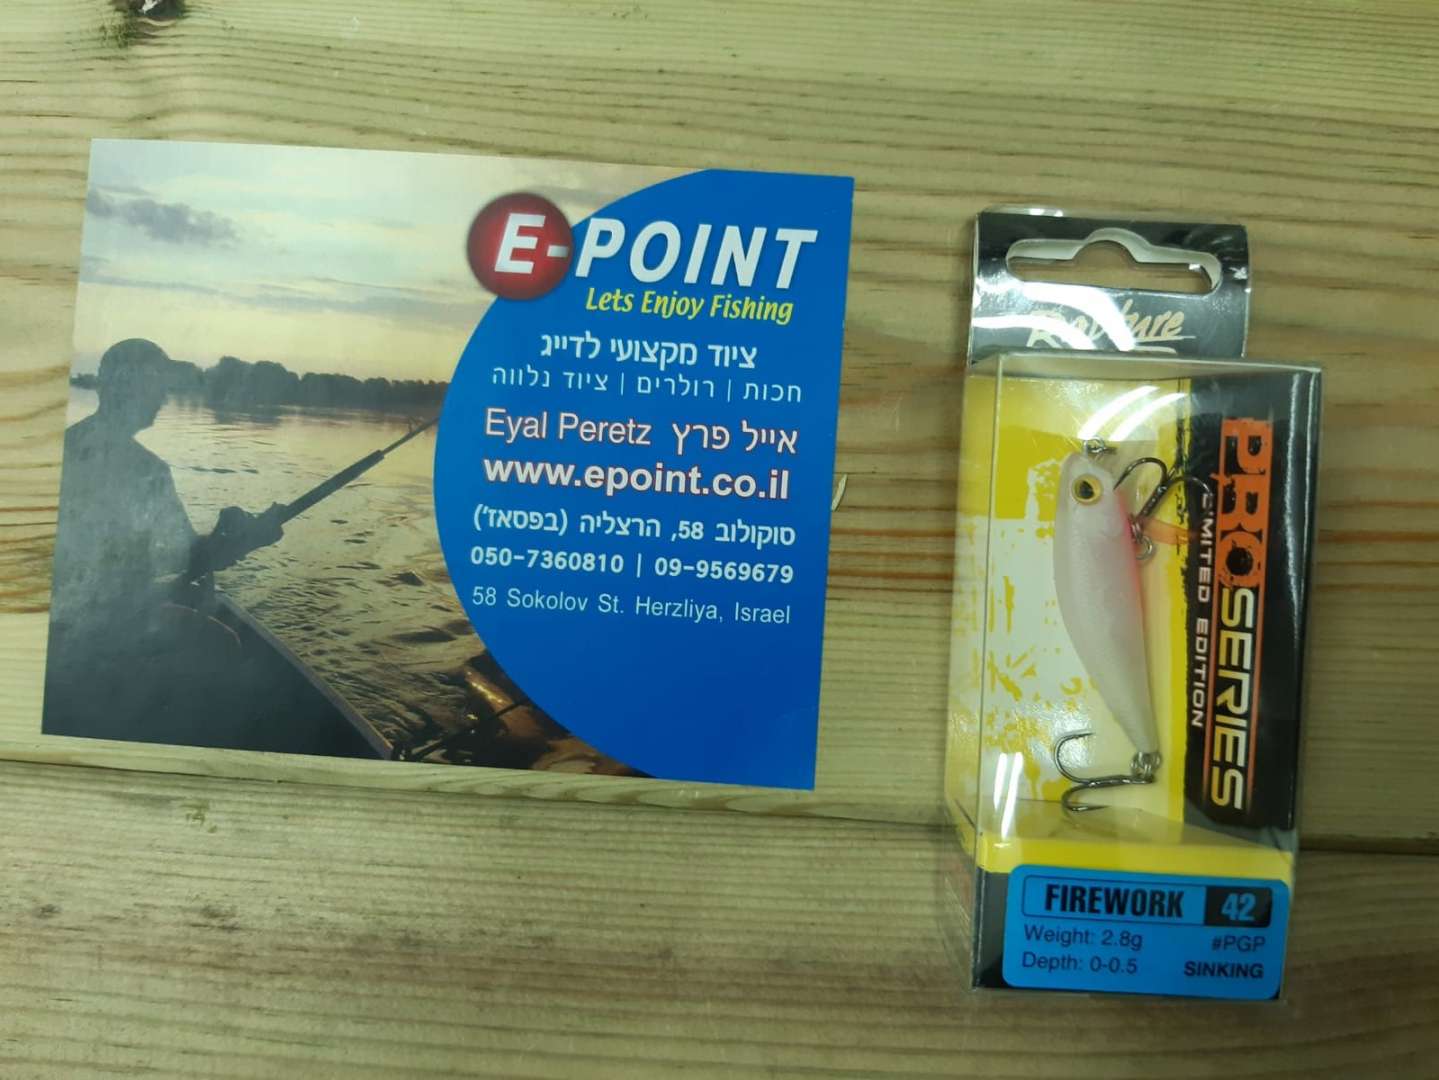 E-POINT
Lets Enjoy Fishing
ציוד מקצועי לדייג
חכות | רולרים | ציוד נלווה
Eyal Peretz אייל פרץ
www.epoint.co.il
סוקולוב 58, הרצליה (בפסאז')
050-7360810 | 09-9569679
58 Sokolov St. Herzliya, Israel
Rapture
PRO SERIES
LIMITED EDITION
FIREWORK 42
Weight: 2.8g #PGP
Depth: 0-0.5 SINKING